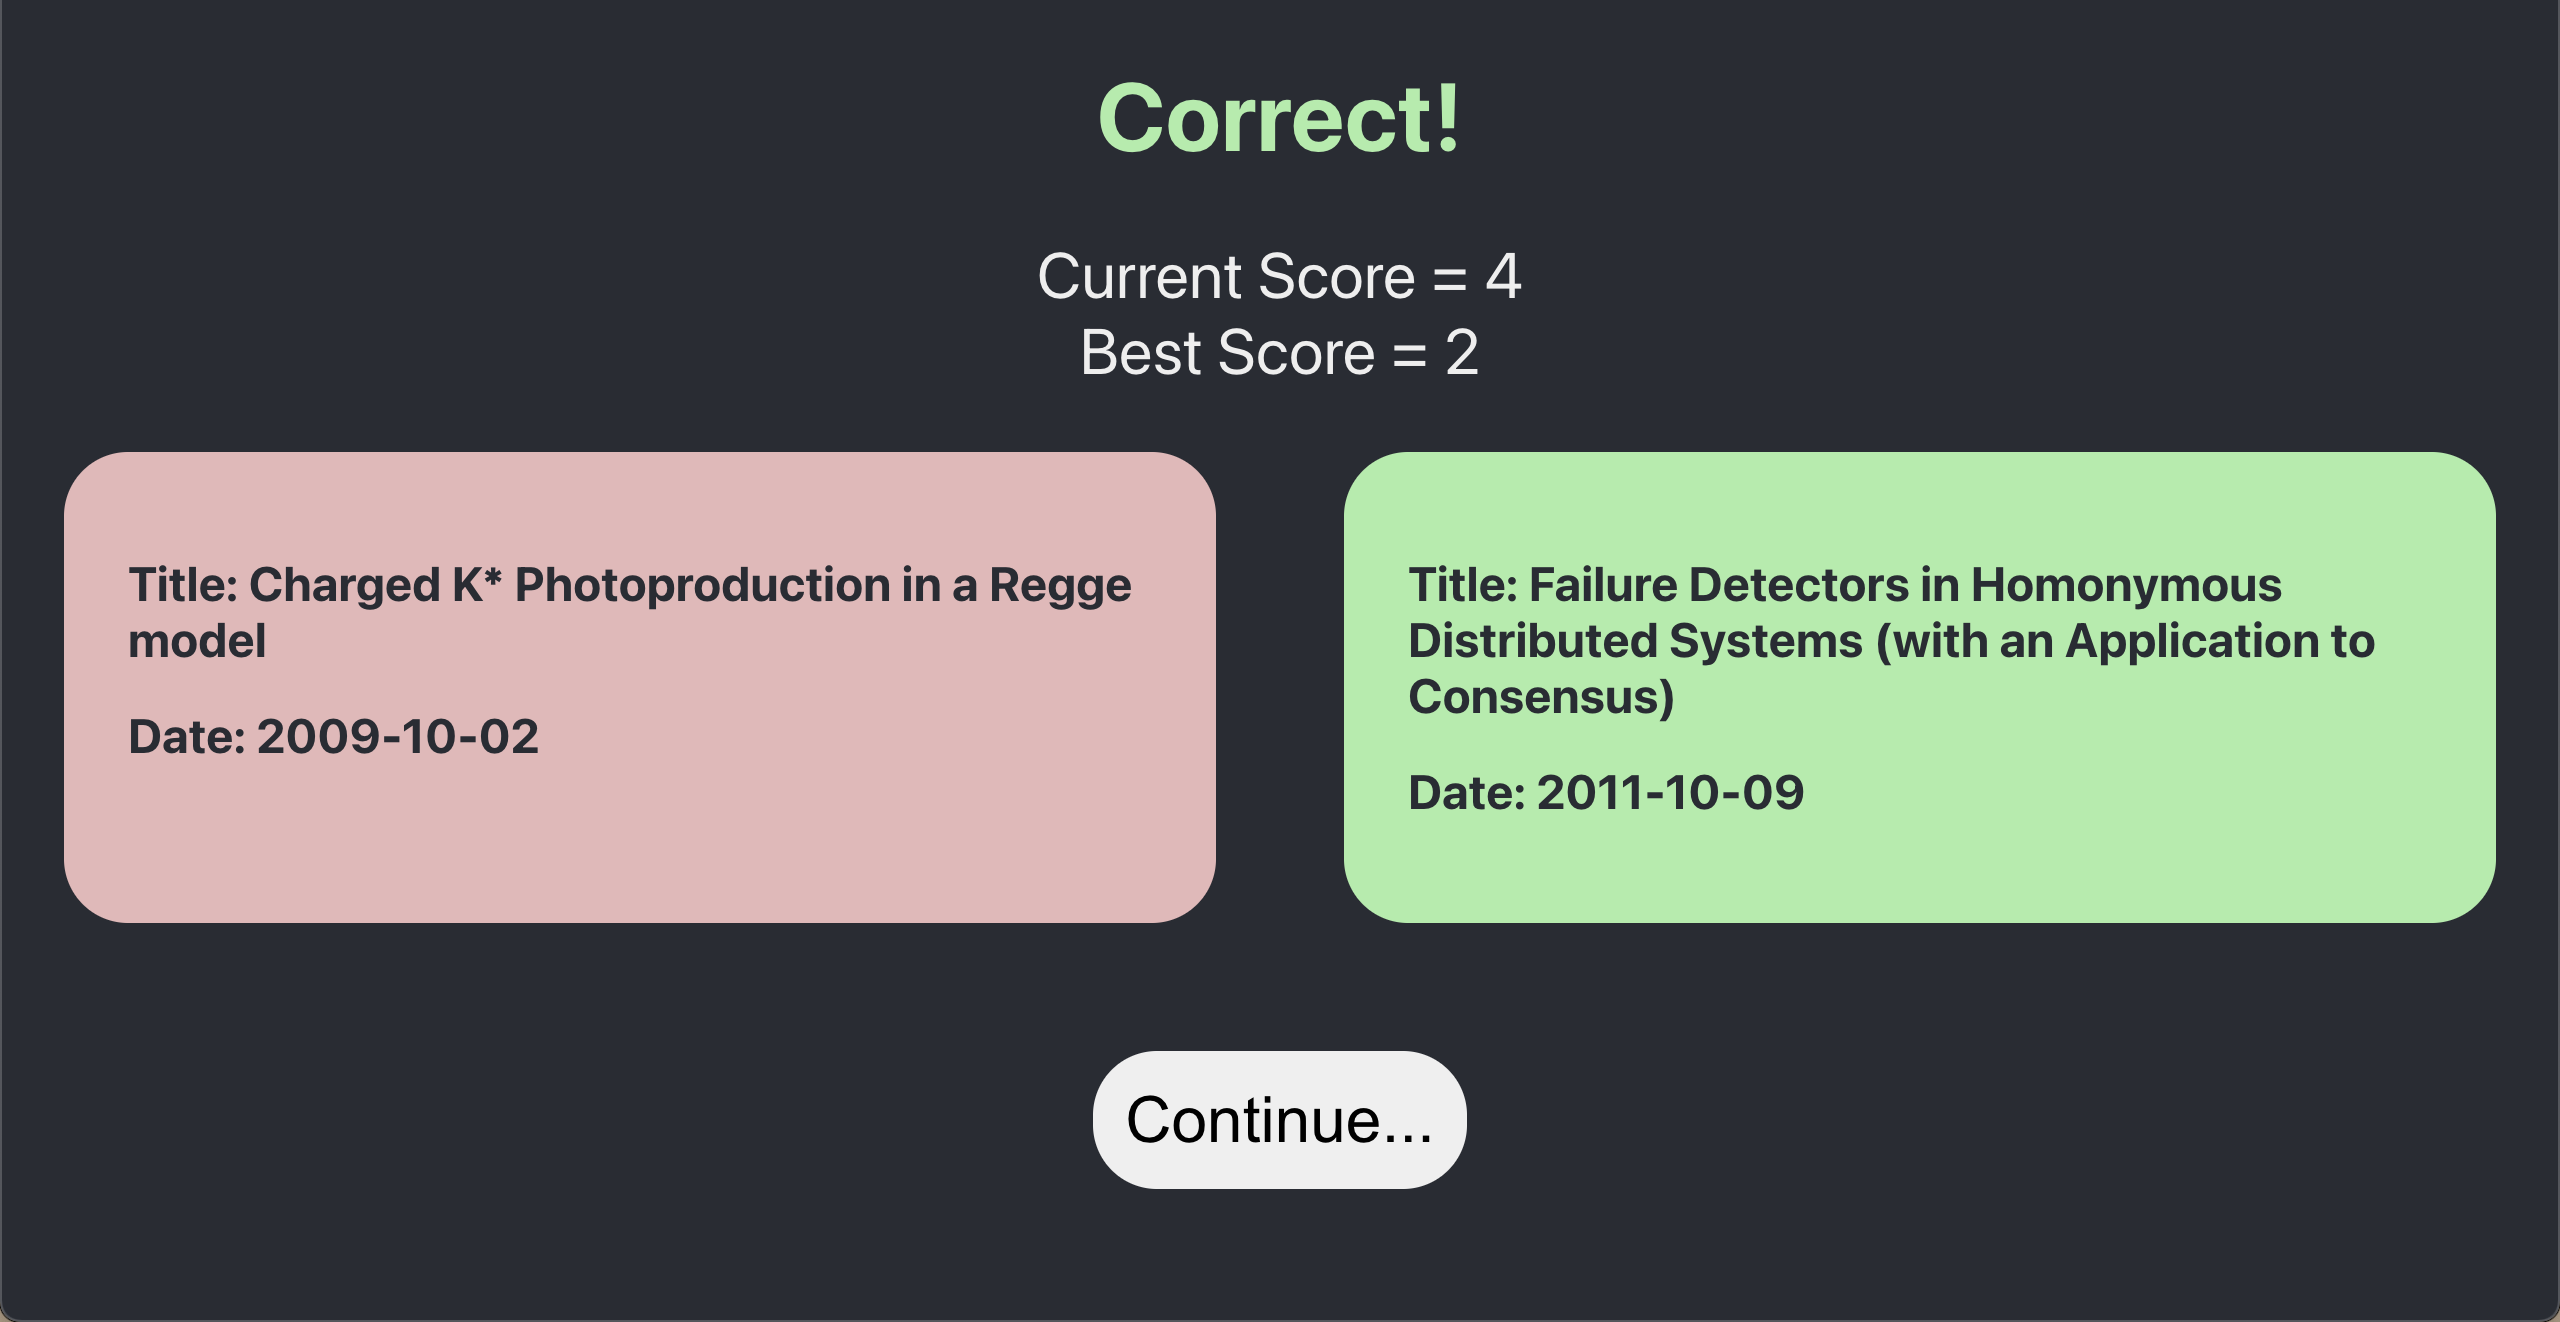 Correct!
Current Score = 4
Best Score = 2
Title: Charged K* Photoproduction in a Regge
model
Date: 2009-10-02
Title: Failure Detectors in Homonymous
Distributed Systems (with an Application to
Consensus)
Date: 2011-10-09
Continue...